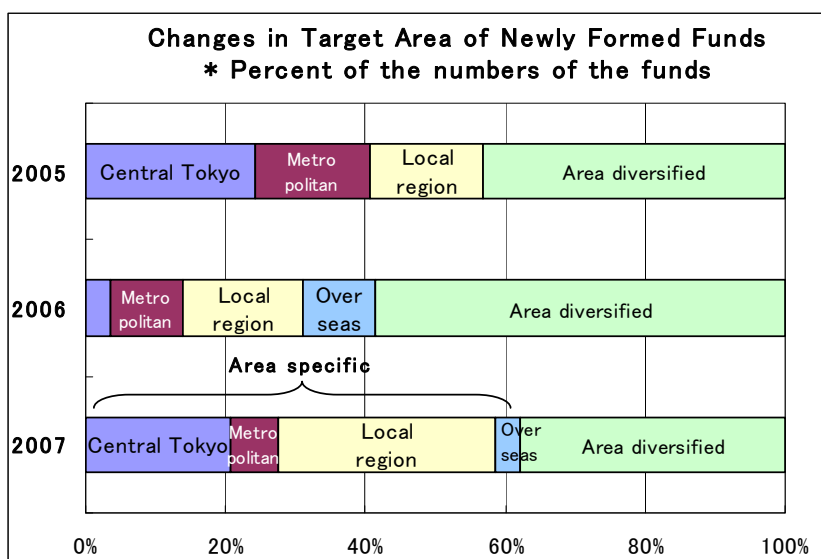 Changes in Target Area of Newly Formed Funds
* Percent of the numbers of the funds
2005
Central Tokyo
Metro
politan
Local
region
Area diversified
2006
Metro
politan
Local
region
Over
seas
Area diversified
Area specific
2007
Central Tokyo
Metro
politan
Local
region
Over
seas
Area diversified
0%
20%
40%
60%
80%
100%